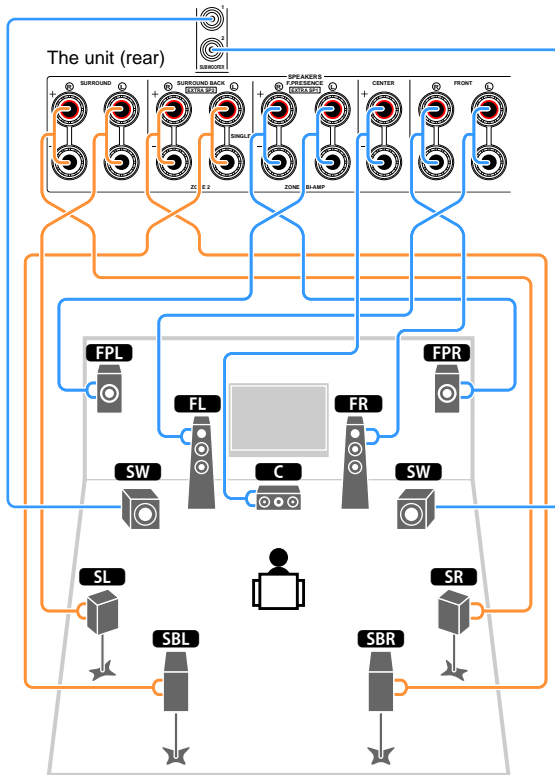 1
2
SUBWOOFER
The unit (rear)
SPEAKERS
SURROUND
SURROUND BACK
F.PRESENCE
CENTER
FRONT
EXTRA SP2
EXTRA SP1
R L R L R L R L
+ + + + +
SINGLE
- - - - -
ZONE 2
ZONE
BI-AMP
FPL FPR
FL FR
SW C SW
SL SR
SBL SBR